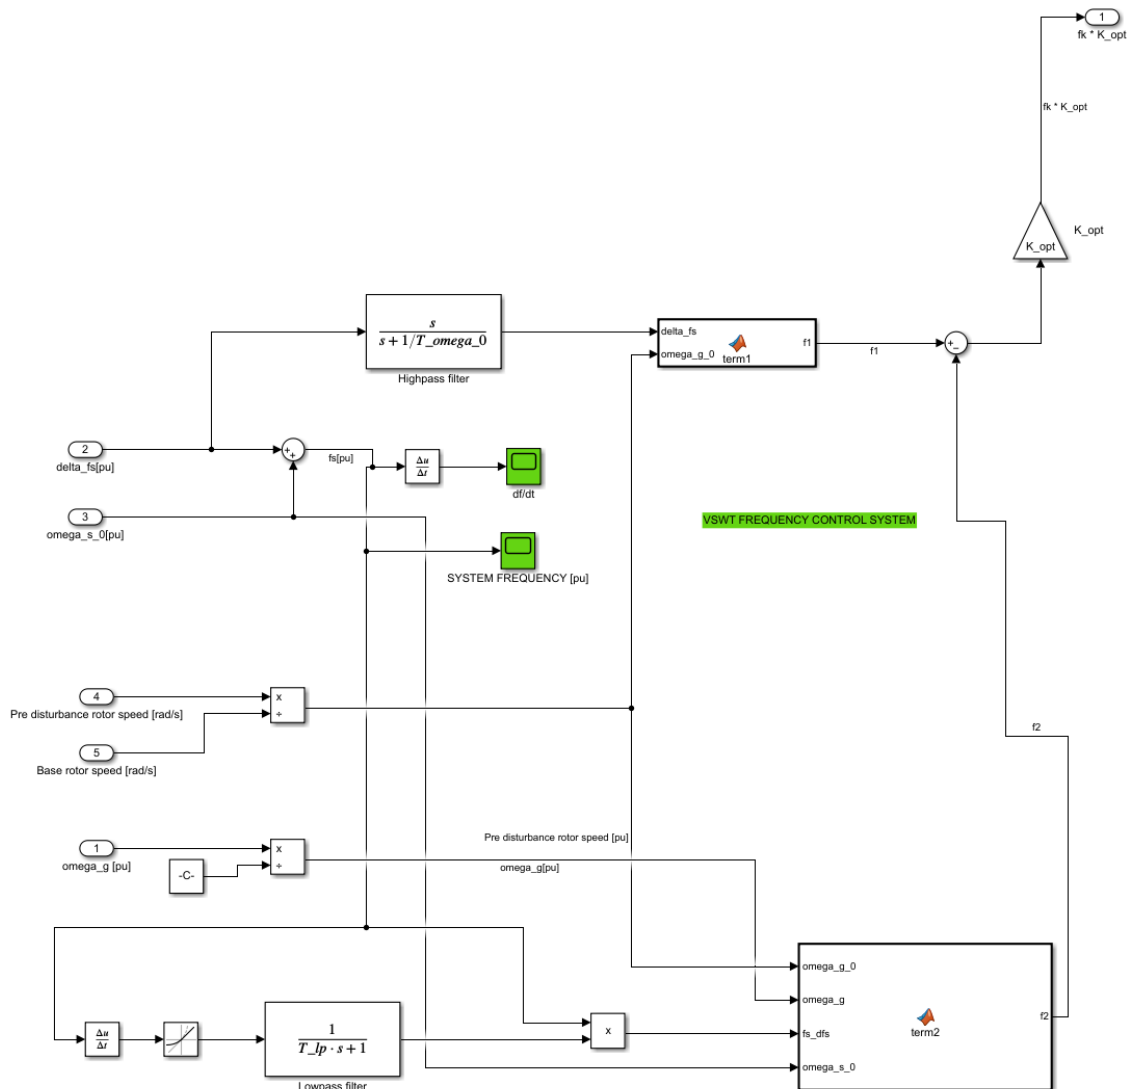 1
fk * K_opt
fk * K_opt
K_opt
K_opt
s
s + 1/T_omega_0
Highpass filter
delta_fs
omega_g_0
f1
term1
f1
+
−
2
delta_fs[pu]
+
+
fs[pu]
Δu
Δt
df/dt
3
omega_s_0[pu]
VSWT FREQUENCY CONTROL SYSTEM
SYSTEM FREQUENCY [pu]
4
Pre disturbance rotor speed [rad/s]
×
÷
5
Base rotor speed [rad/s]
f2
Pre disturbance rotor speed [pu]
1
omega_g [pu]
×
÷
-C-
omega_g[pu]
omega_g_0
omega_g
fs_dfs
omega_s_0
f2
term2
Δu
Δt
1
T_lp · s + 1
Lowpass filter
×